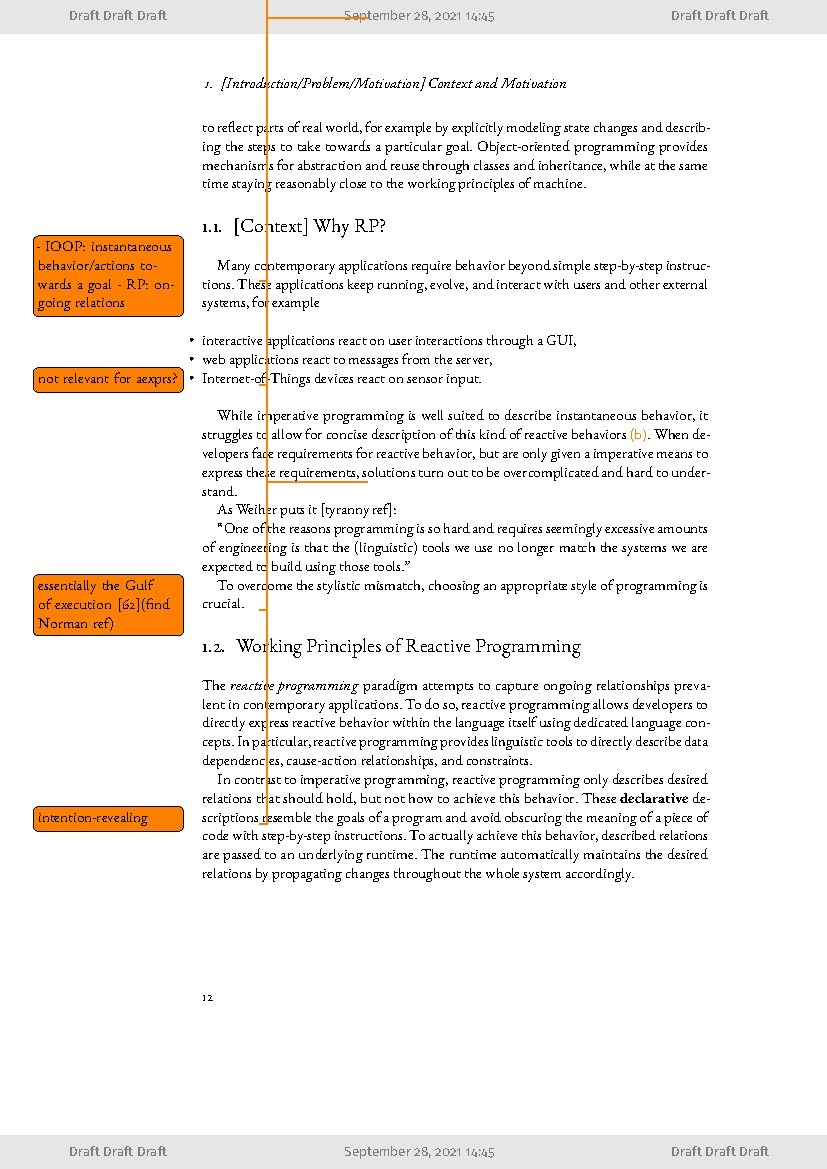 Draft Draft Draft September 28, 2021 14:45 Draft Draft Draft
1. [Introduction/Problem/Motivation] Context and Motivation
to reflect parts of real world, for example by explicitly modeling state changes and describ-
ing the steps to take towards a particular goal. Object-oriented programming provides
mechanisms for abstraction and reuse through classes and inheritance, while at the same
time staying reasonably close to the working principles of machine.
1.1. [Context] Why RP?
- IOOP: instantaneous
behavior/actions to-
wards a goal - RP: on-
going relations
Many contemporary applications require behavior beyond simple step-by-step instruc-
tions. These applications keep running, evolve, and interact with users and other external
systems, for example
• interactive applications react on user interactions through a GUI,
• web applications react to messages from the server,
not relevant for aexprs?
• Internet-of-Things devices react on sensor input.
While imperative programming is well suited to describe instantaneous behavior, it
struggles to allow for concise description of this kind of reactive behaviors (b). When de-
velopers face requirements for reactive behavior, but are only given a imperative means to
express these requirements, solutions turn out to be overcomplicated and hard to under-
stand.
As Weiher puts it [tyranny ref]:
“One of the reasons programming is so hard and requires seemingly excessive amounts
of engineering is that the (linguistic) tools we use no longer match the systems we are
expected to build using those tools.”
essentially the Gulf
of execution [62](find
Norman ref)
To overcome the stylistic mismatch, choosing an appropriate style of programming is
crucial.
1.2. Working Principles of Reactive Programming
The reactive programming paradigm attempts to capture ongoing relationships preva-
lent in contemporary applications. To do so, reactive programming allows developers to
directly express reactive behavior within the language itself using dedicated language con-
cepts. In particular, reactive programming provides linguistic tools to directly describe data
dependencies, cause-action relationships, and constraints.
In contrast to imperative programming, reactive programming only describes desired
relations that should hold, but not how to achieve this behavior. These declarative de-
intention-revealing
scriptions resemble the goals of a program and avoid obscuring the meaning of a piece of
code with step-by-step instructions. To actually achieve this behavior, described relations
are passed to an underlying runtime. The runtime automatically maintains the desired
relations by propagating changes throughout the whole system accordingly.
12
Draft Draft Draft September 28, 2021 14:45 Draft Draft Draft